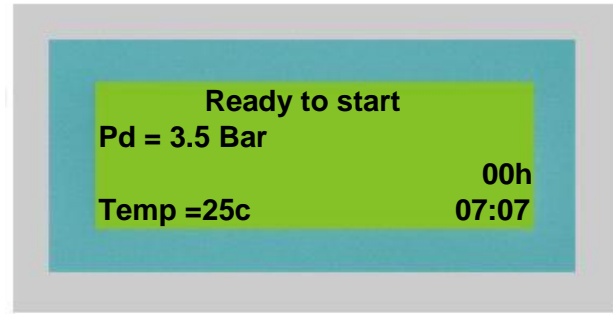 Ready to start
Pd = 3.5 Bar
00h
Temp =25c 07:07